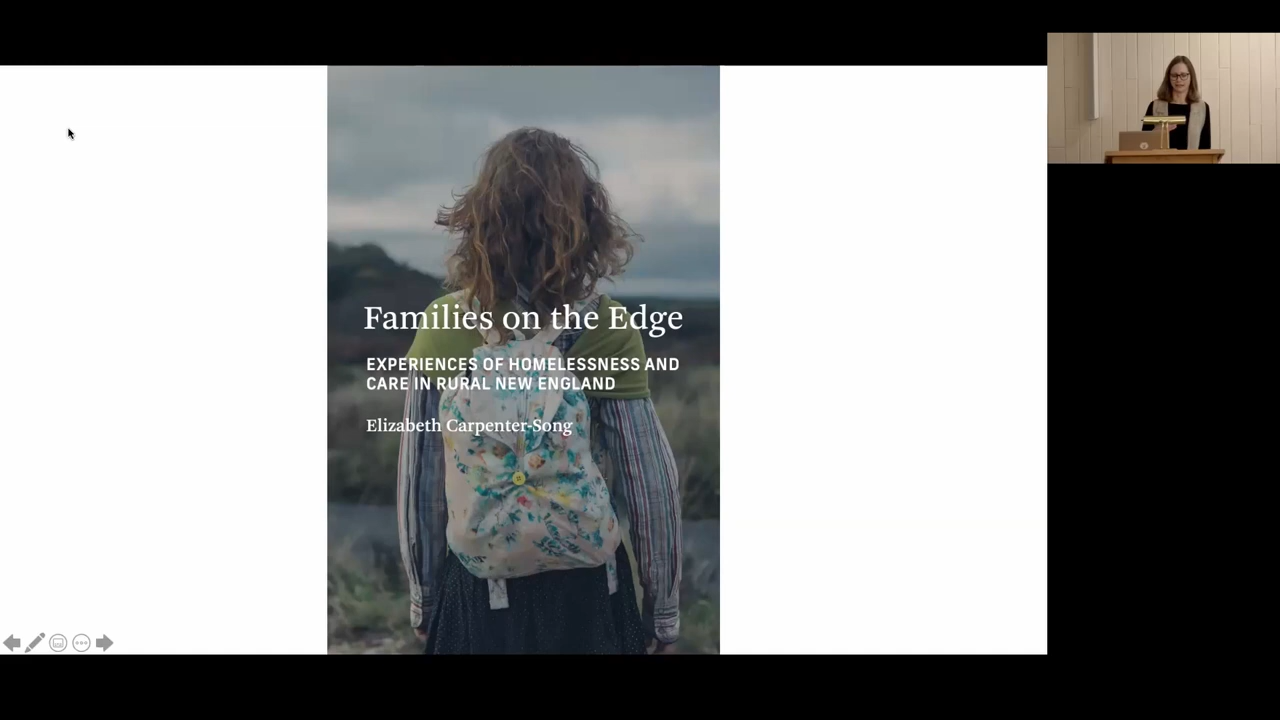 Families on the Edge
EXPERIENCES OF HOMELESSNESS AND
CARE IN RURAL NEW ENGLAND
Elizabeth Carpenter-Song